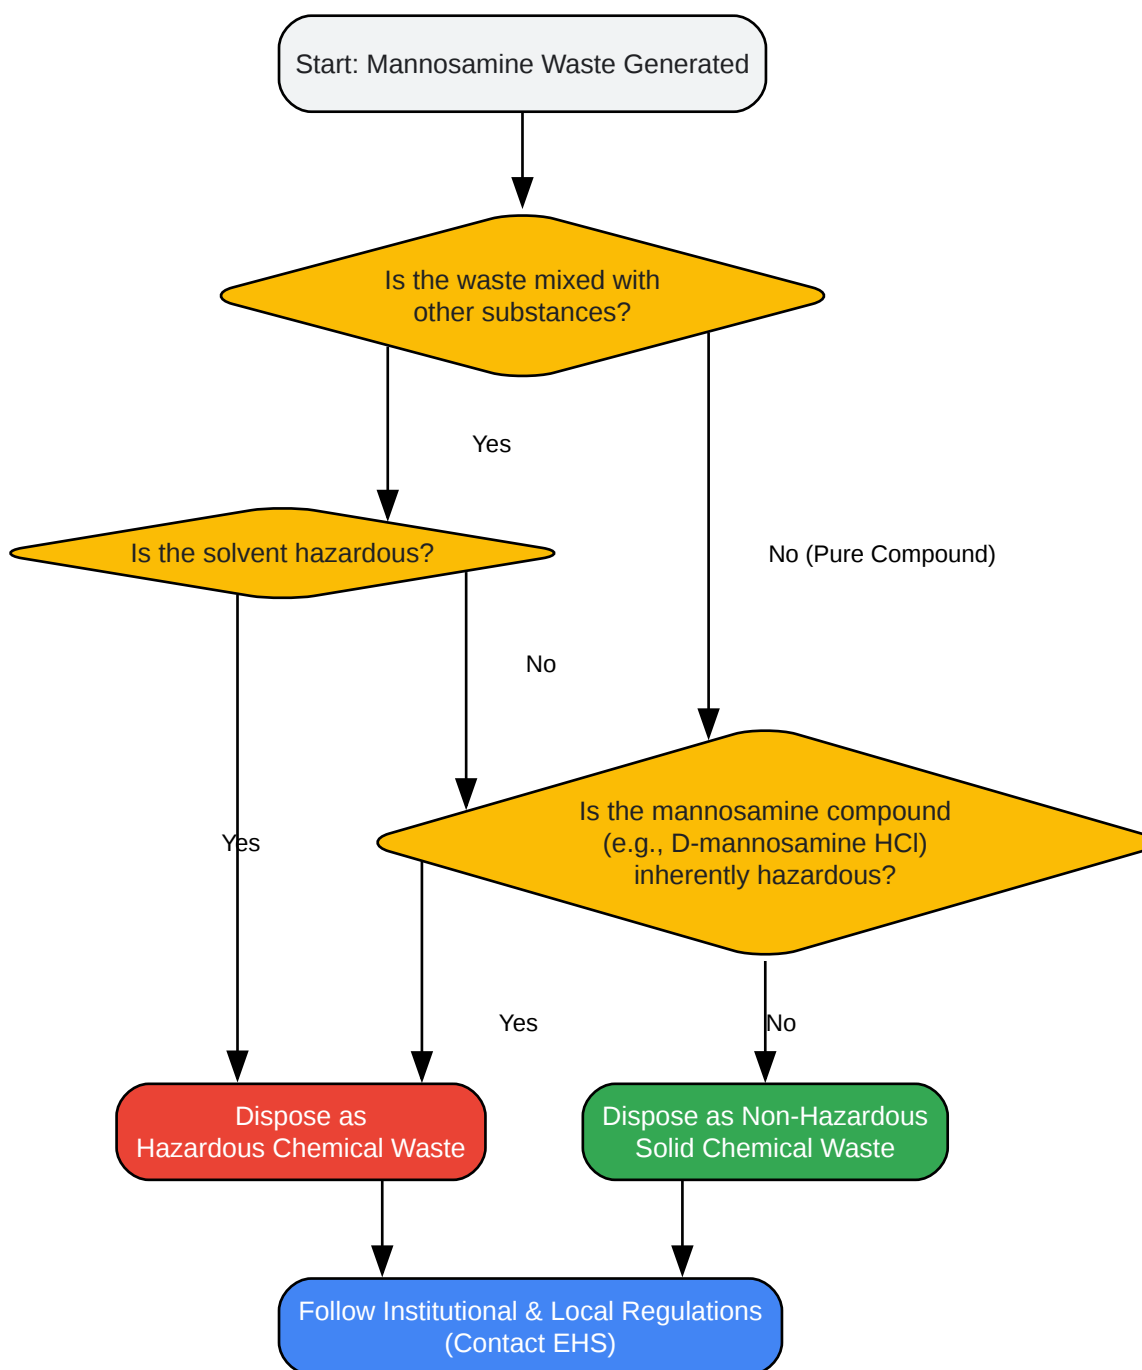 Start: Mannosamine Waste Generated
Is the waste mixed with
other substances?
Yes
Is the solvent hazardous?
No (Pure Compound)
No
Is the mannosamine compound
(e.g., D-mannosamine HCl)
inherently hazardous?
Yes
Yes
No
Dispose as
Hazardous Chemical Waste
Dispose as Non-Hazardous
Solid Chemical Waste
Follow Institutional & Local Regulations
(Contact EHS)